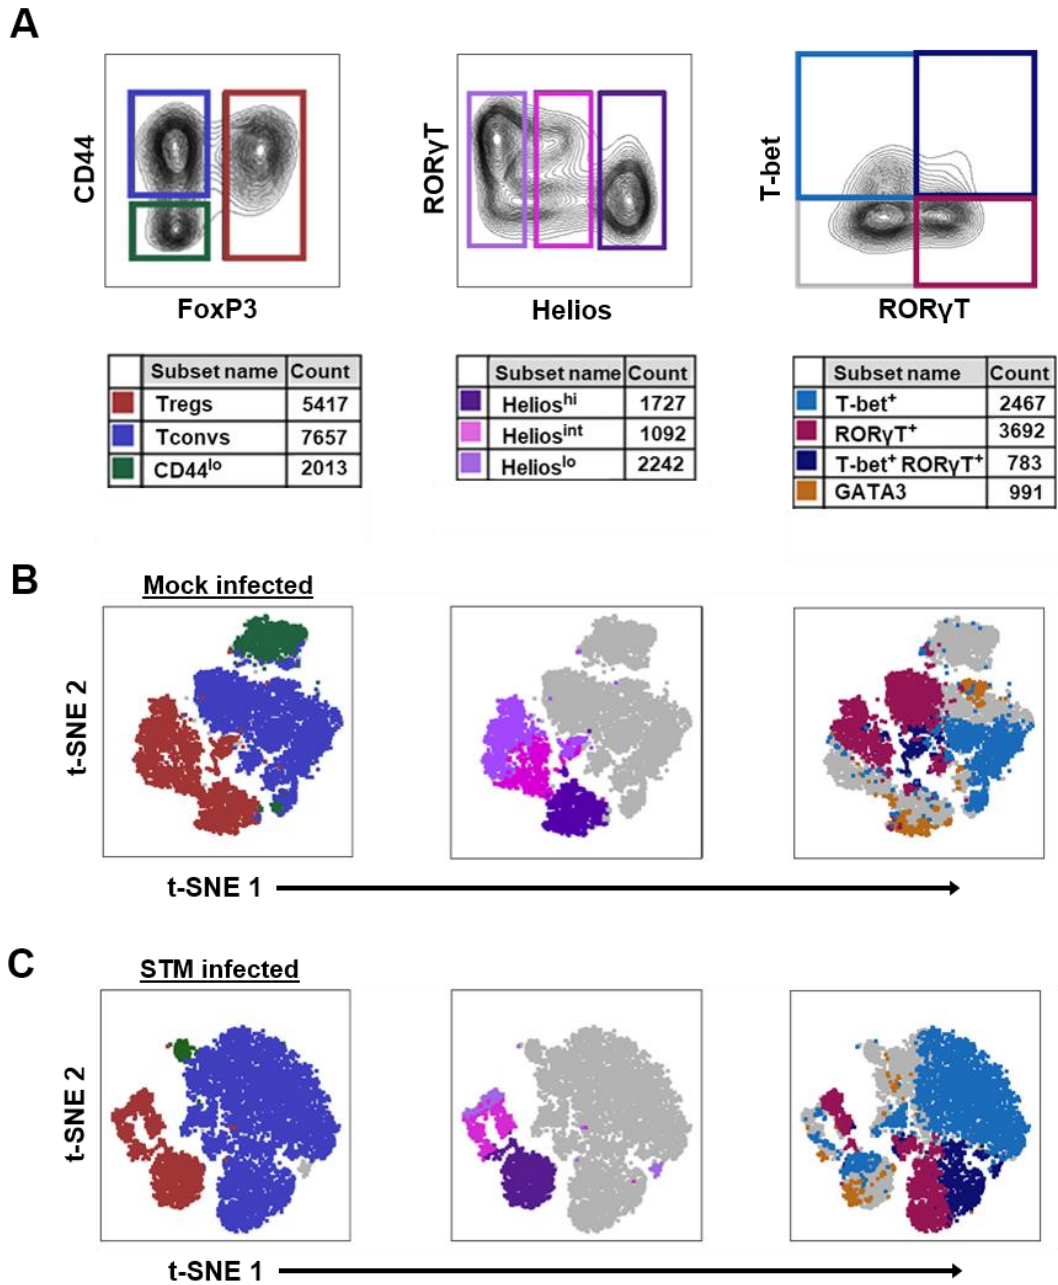 A
CD44
FoxP3
RORγT
Helios
T-bet
RORγT
Subset name Count
Tregs 5417
Tconvs 7657
CD44lo 2013
Subset name Count
Helioshi 1727
Heliosint 1092
Helioslo 2242
Subset name Count
T-bet+ 2467
RORγT+ 3692
T-bet+ RORγT+ 783
GATA3 991
B
Mock infected
t-SNE 2
t-SNE 1
C
STM infected
t-SNE 2
t-SNE 1